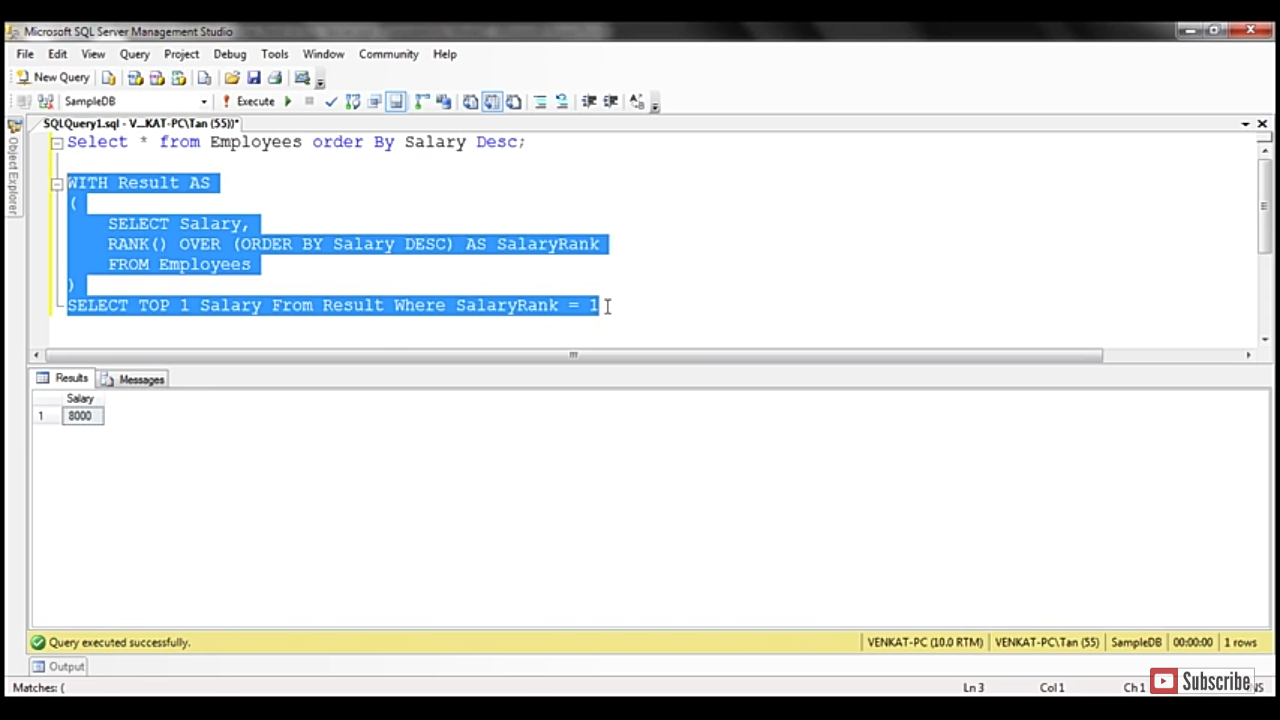 Microsoft SQL Server Management Studio
File Edit View Query Project Debug Tools Window Community Help
New Query
SampleDB Execute
SQLQuery1.sql - V...KAT-PC\Tan (55))*
Object Explorer
Select * from Employees order By Salary Desc;
WITH Result AS
(
SELECT Salary,
RANK() OVER (ORDER BY Salary DESC) AS SalaryRank
FROM Employees
)
SELECT TOP 1 Salary From Result Where SalaryRank = 1
Results Messages
Salary
1 8000
Query executed successfully. VENKAT-PC (10.0 RTM) VENKAT-PC\Tan (55) SampleDB 00:00:00 1 rows
Output
Matches: ( Ln 3 Col 1 Ch 1 NS
Subscribe